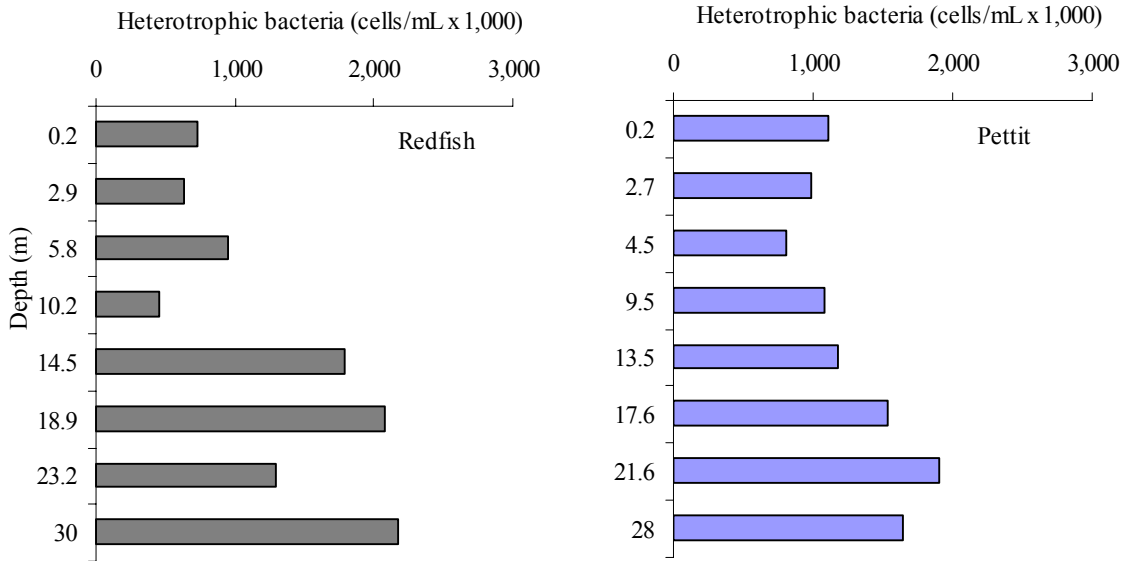 Heterotrophic bacteria (cells/mL x 1,000)
0 1,000 2,000 3,000
Redfish
Depth (m)
0.2
2.9
5.8
10.2
14.5
18.9
23.2
30
Heterotrophic bacteria (cells/mL x 1,000)
0 1,000 2,000 3,000
Pettit
0.2
2.7
4.5
9.5
13.5
17.6
21.6
28